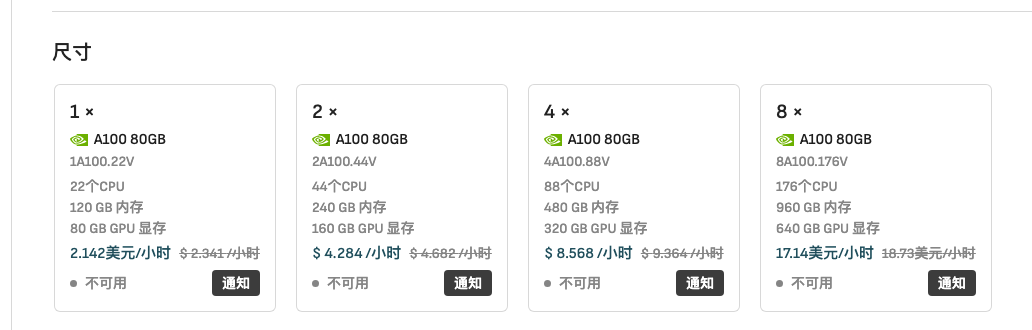 尺寸
1 ×
A100 80GB
1A100.22V
22个CPU
120 GB 内存
80 GB GPU 显存
2.142美元/小时 $ 2.341 /小时
不可用 通知
2 ×
A100 80GB
2A100.44V
44个CPU
240 GB 内存
160 GB GPU 显存
$ 4.284 /小时 $ 4.682 /小时
不可用 通知
4 ×
A100 80GB
4A100.88V
88个CPU
480 GB 内存
320 GB GPU 显存
$ 8.568 /小时 $ 9.364 /小时
不可用 通知
8 ×
A100 80GB
8A100.176V
176个CPU
960 GB 内存
640 GB GPU 显存
17.14美元/小时 18.73美元/小时
不可用 通知